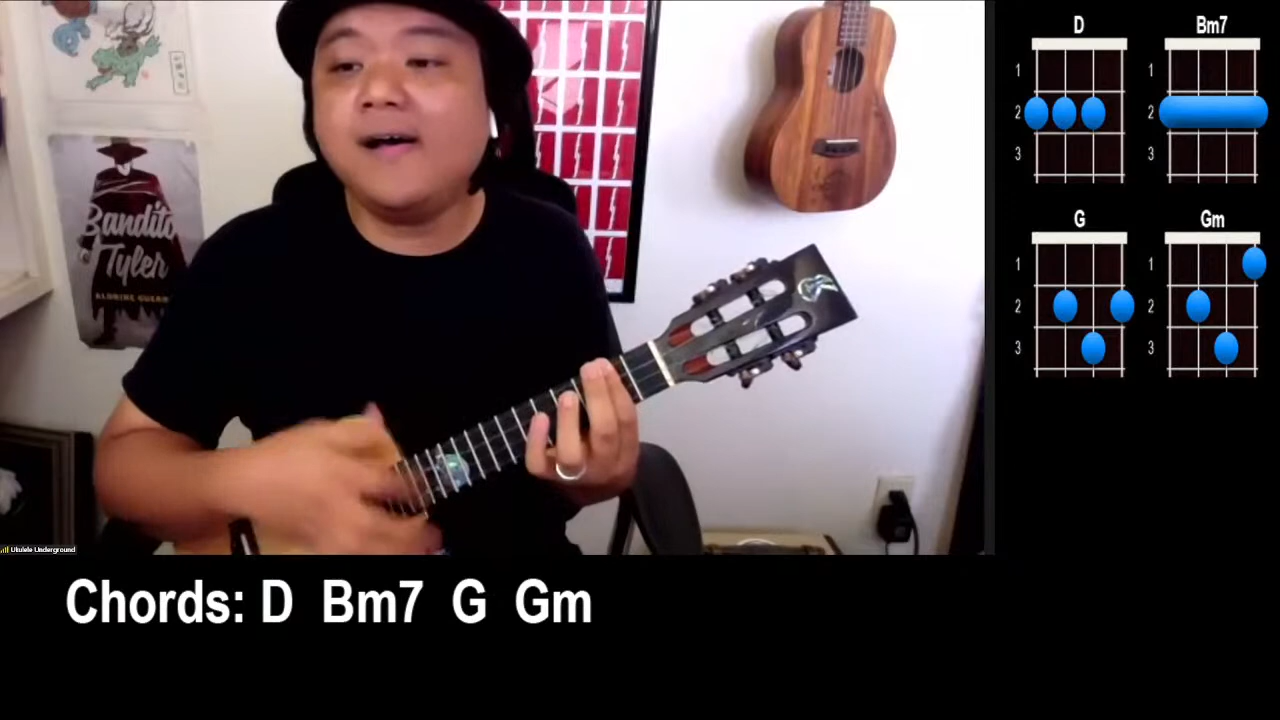 D
Bm7
1
1
2
2
3
3
G
Gm
1
1
2
2
3
3
Bandito
Tyler
Ukulele Underground
Chords: D Bm7 G Gm